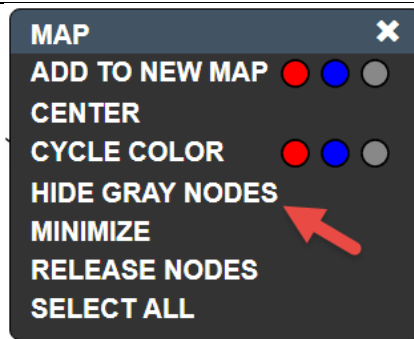 MAP
ADD TO NEW MAP
CENTER
CYCLE COLOR
HIDE GRAY NODES
MINIMIZE
RELEASE NODES
SELECT ALL